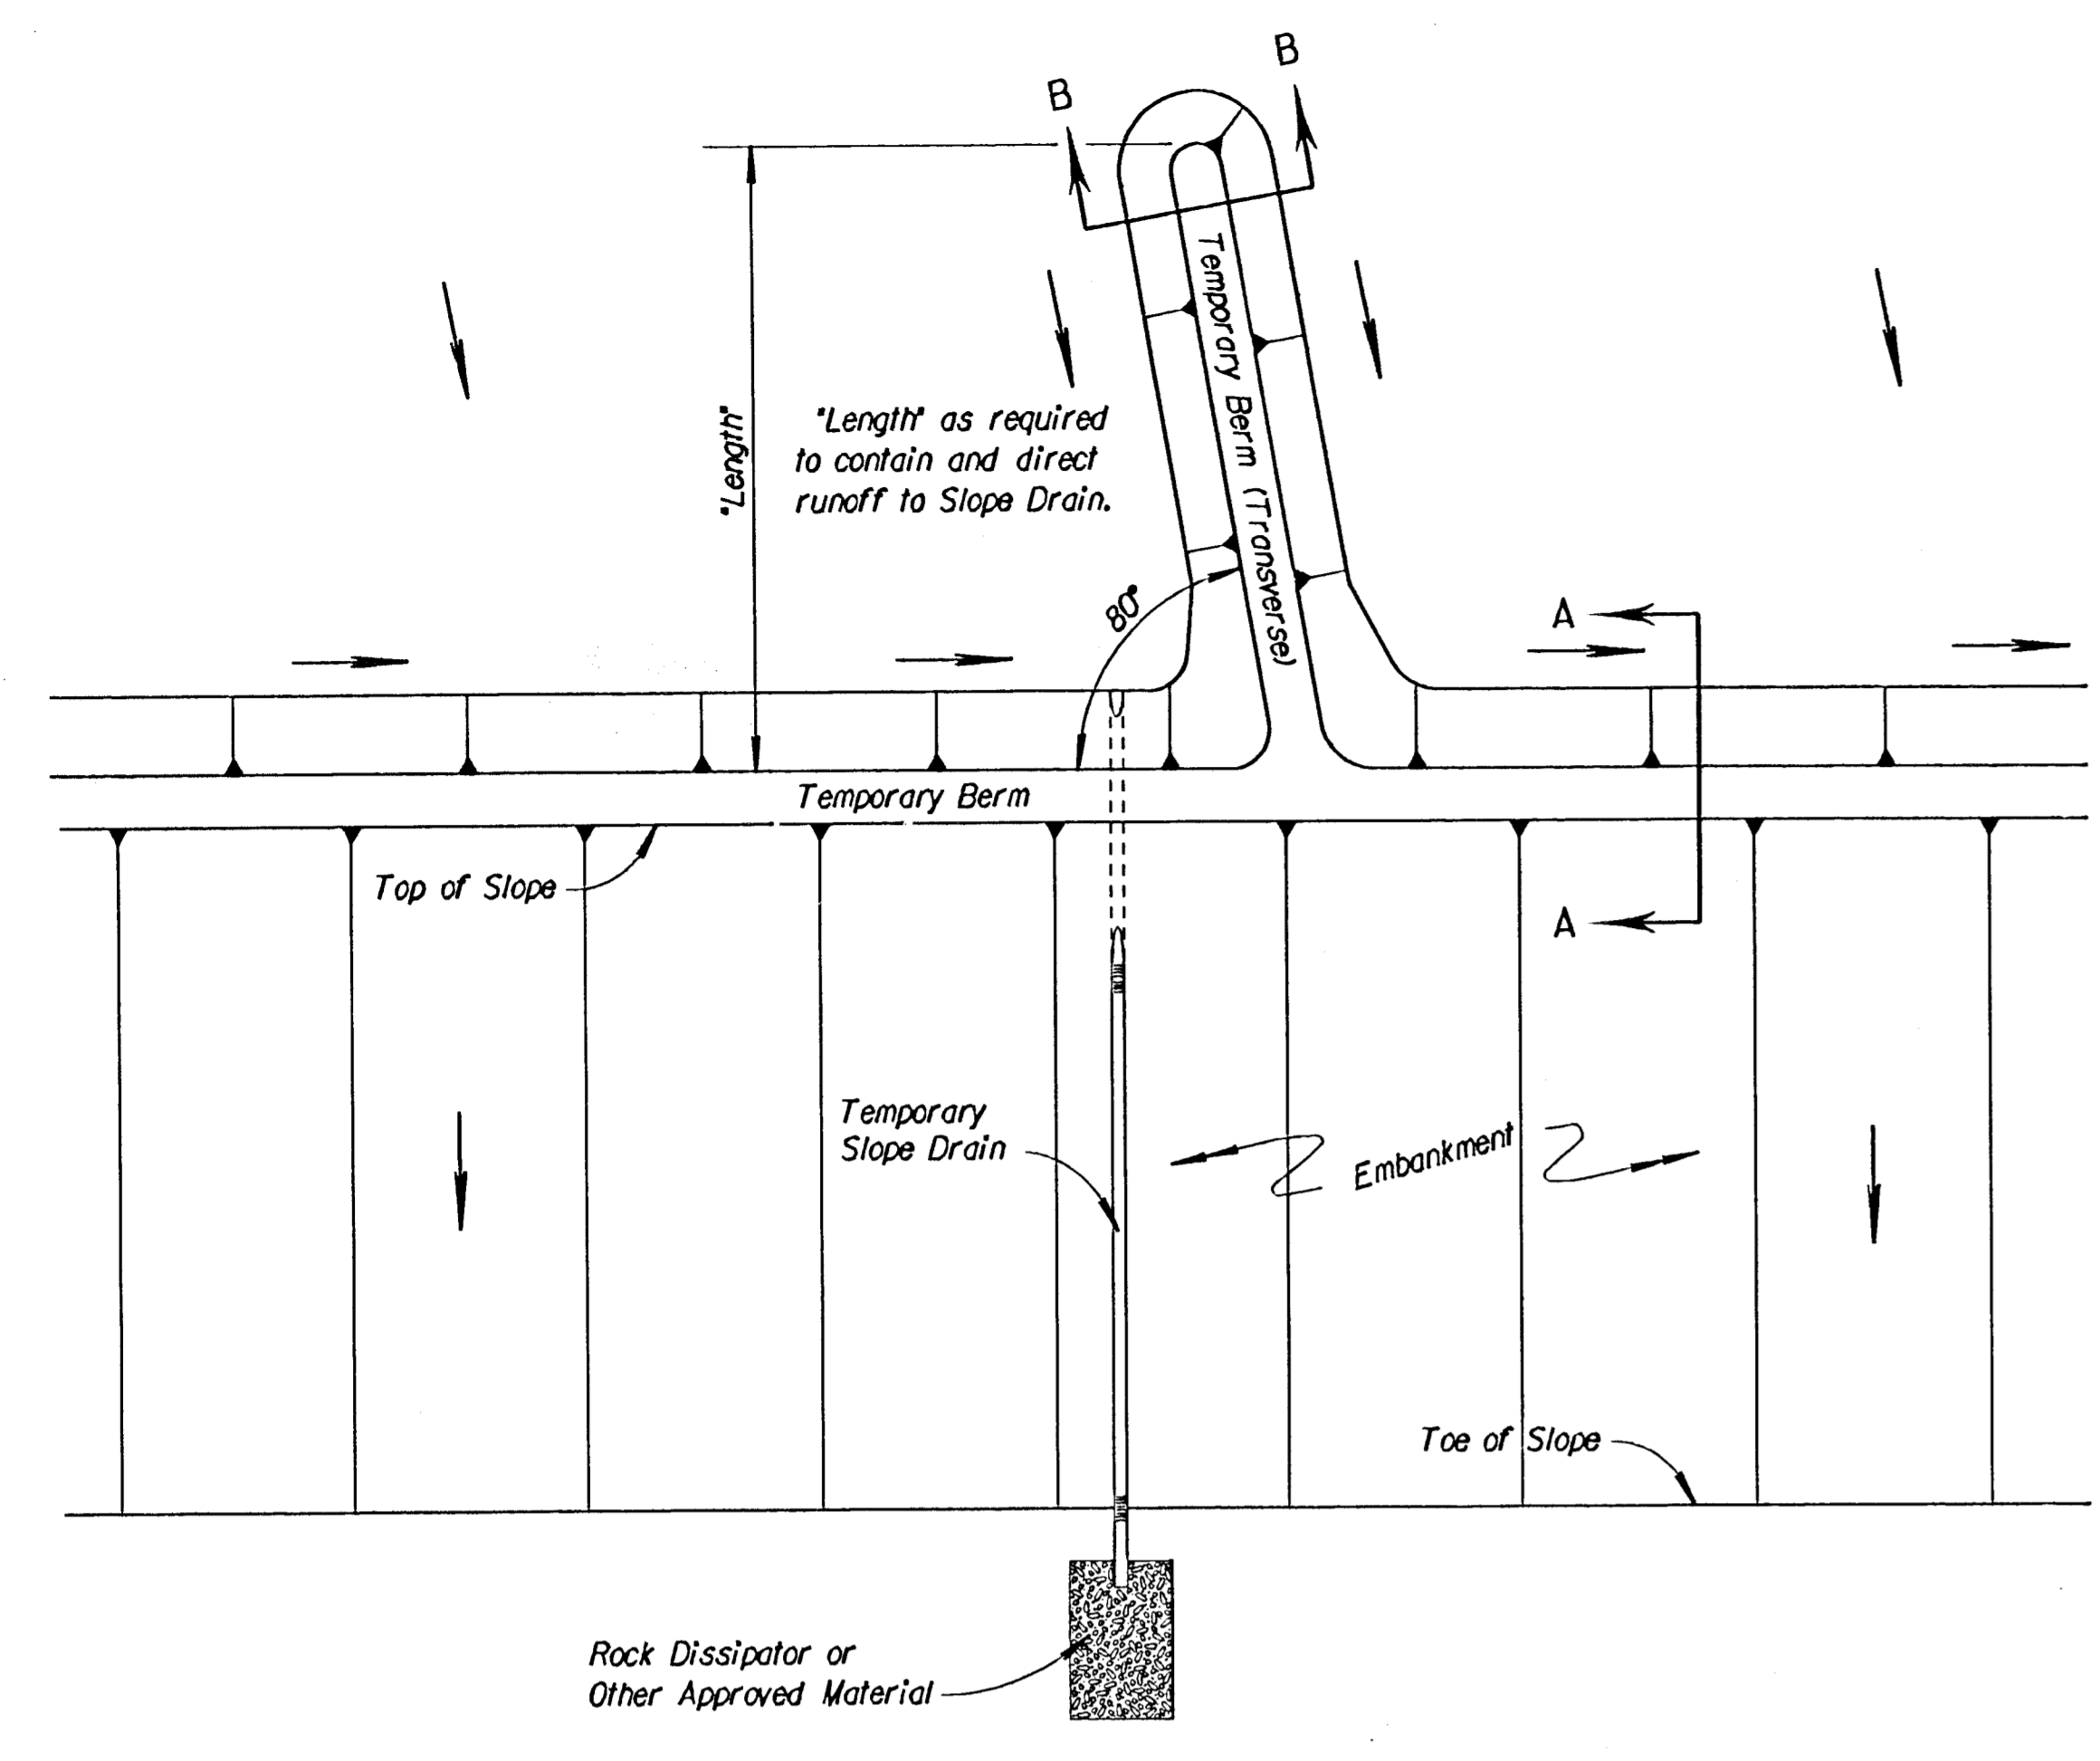 B
B
"Length"
"Length" as required
to contain and direct
runoff to Slope Drain.
Temporary Berm (Transverse)
80°
A
Temporary Berm
Top of Slope
A
Temporary
Slope Drain
Embankment
Toe of Slope
Rock Dissipator or
Other Approved Material